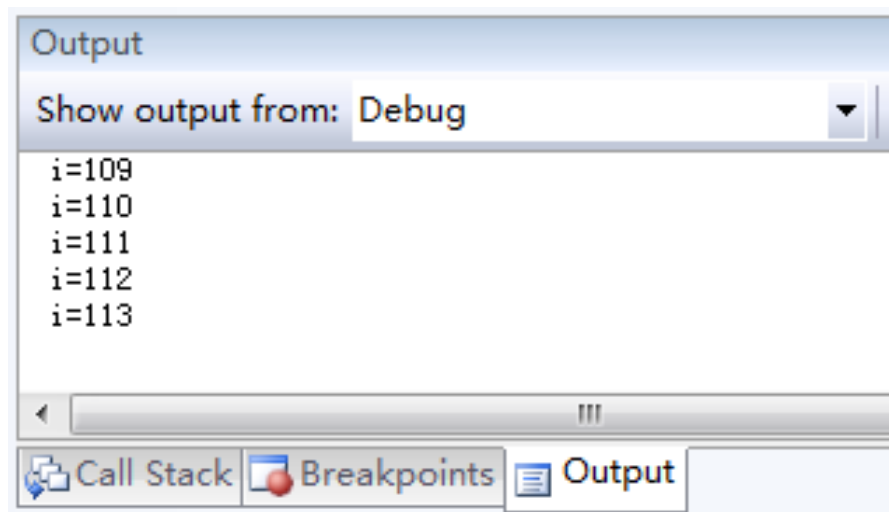 Output
Show output from: Debug
i=109
i=110
i=111
i=112
i=113
Call Stack Breakpoints Output